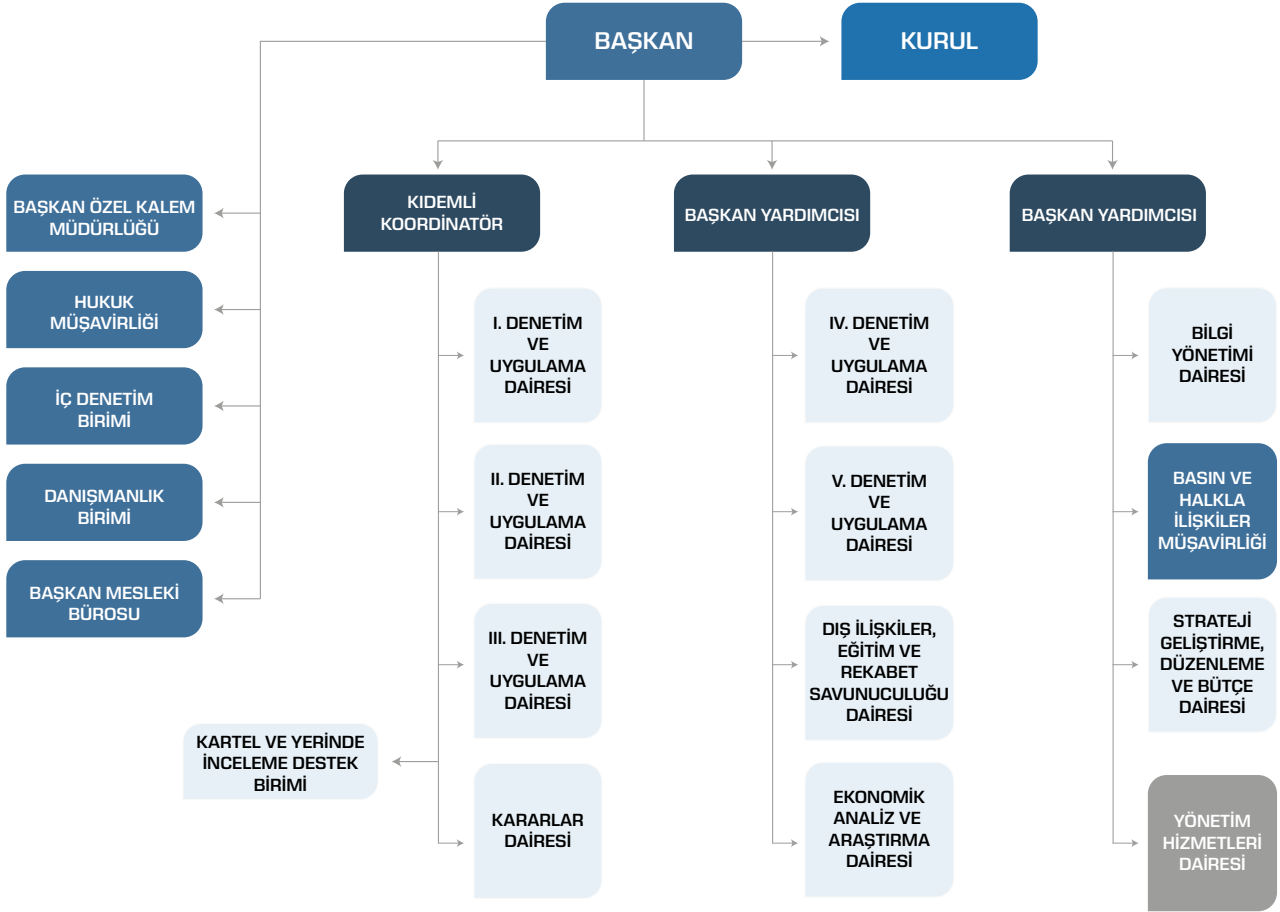 BAŞKAN
KURUL
BAŞKAN ÖZEL KALEM
MÜDÜRLÜĞÜ
HUKUK
MÜŞAVİRLİĞİ
İÇ DENETİM
BİRİMİ
DANIŞMANLIK
BİRİMİ
BAŞKAN MESLEKİ
BÜROSU
KIDEMLİ
KOORDİNATÖR
I. DENETİM
VE
UYGULAMA
DAİRESİ
II. DENETİM
VE
UYGULAMA
DAİRESİ
III. DENETİM
VE
UYGULAMA
DAİRESİ
KARTEL VE YERİNDE
İNCELEME DESTEK
BİRİMİ
KARARLAR
DAİRESİ
BAŞKAN YARDIMCISI
IV. DENETİM
VE
UYGULAMA
DAİRESİ
V. DENETİM
VE
UYGULAMA
DAİRESİ
DIŞ İLİŞKİLER,
EĞİTİM VE
REKABET
SAVUNUCULUĞU
DAİRESİ
EKONOMİK
ANALİZ VE
ARAŞTIRMA
DAİRESİ
BAŞKAN YARDIMCISI
BİLGİ
YÖNETİMİ
DAİRESİ
BASIN VE
HALKLA
İLİŞKİLER
MÜŞAVİRLİĞİ
STRATEJİ
GELİŞTİRME,
DÜZENLEME
VE BÜTÇE
DAİRESİ
YÖNETİM
HİZMETLERİ
DAİRESİ